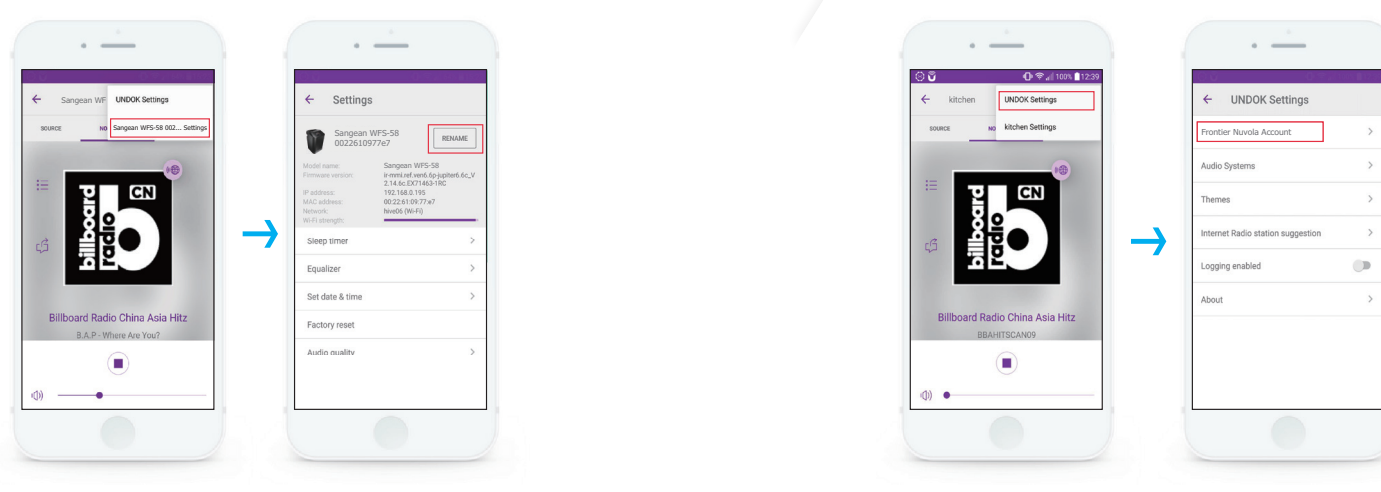 Sangean WF
UNDOK Settings
Sangean WFS-58 002... Settings
SOURCE
NO
billboard
radio
b
CN
Billboard Radio China Asia Hitz
B.A.P - Where Are You?
Settings
Sangean WFS-58
0022610977e7
RENAME
Model name: Sangean WFS-58
Firmware version: ir-mmi.ref.ven6.6p-jupiter6.6c_V
2.14.6c.EX71463-1RC
IP address: 192.168.0.195
MAC address: 00:22:61:09:77:e7
Network: hive06 (Wi-Fi)
Wi-Fi strength:
Sleep timer
Equalizer
Set date & time
Factory reset
Audio quality
100% 12:39
kitchen
UNDOK Settings
kitchen Settings
SOURCE
NO
billboard
radio
b
CN
Billboard Radio China Asia Hitz
BBAHITSCAN09
UNDOK Settings
Frontier Nuvola Account
Audio Systems
Themes
Internet Radio station suggestion
Logging enabled
About